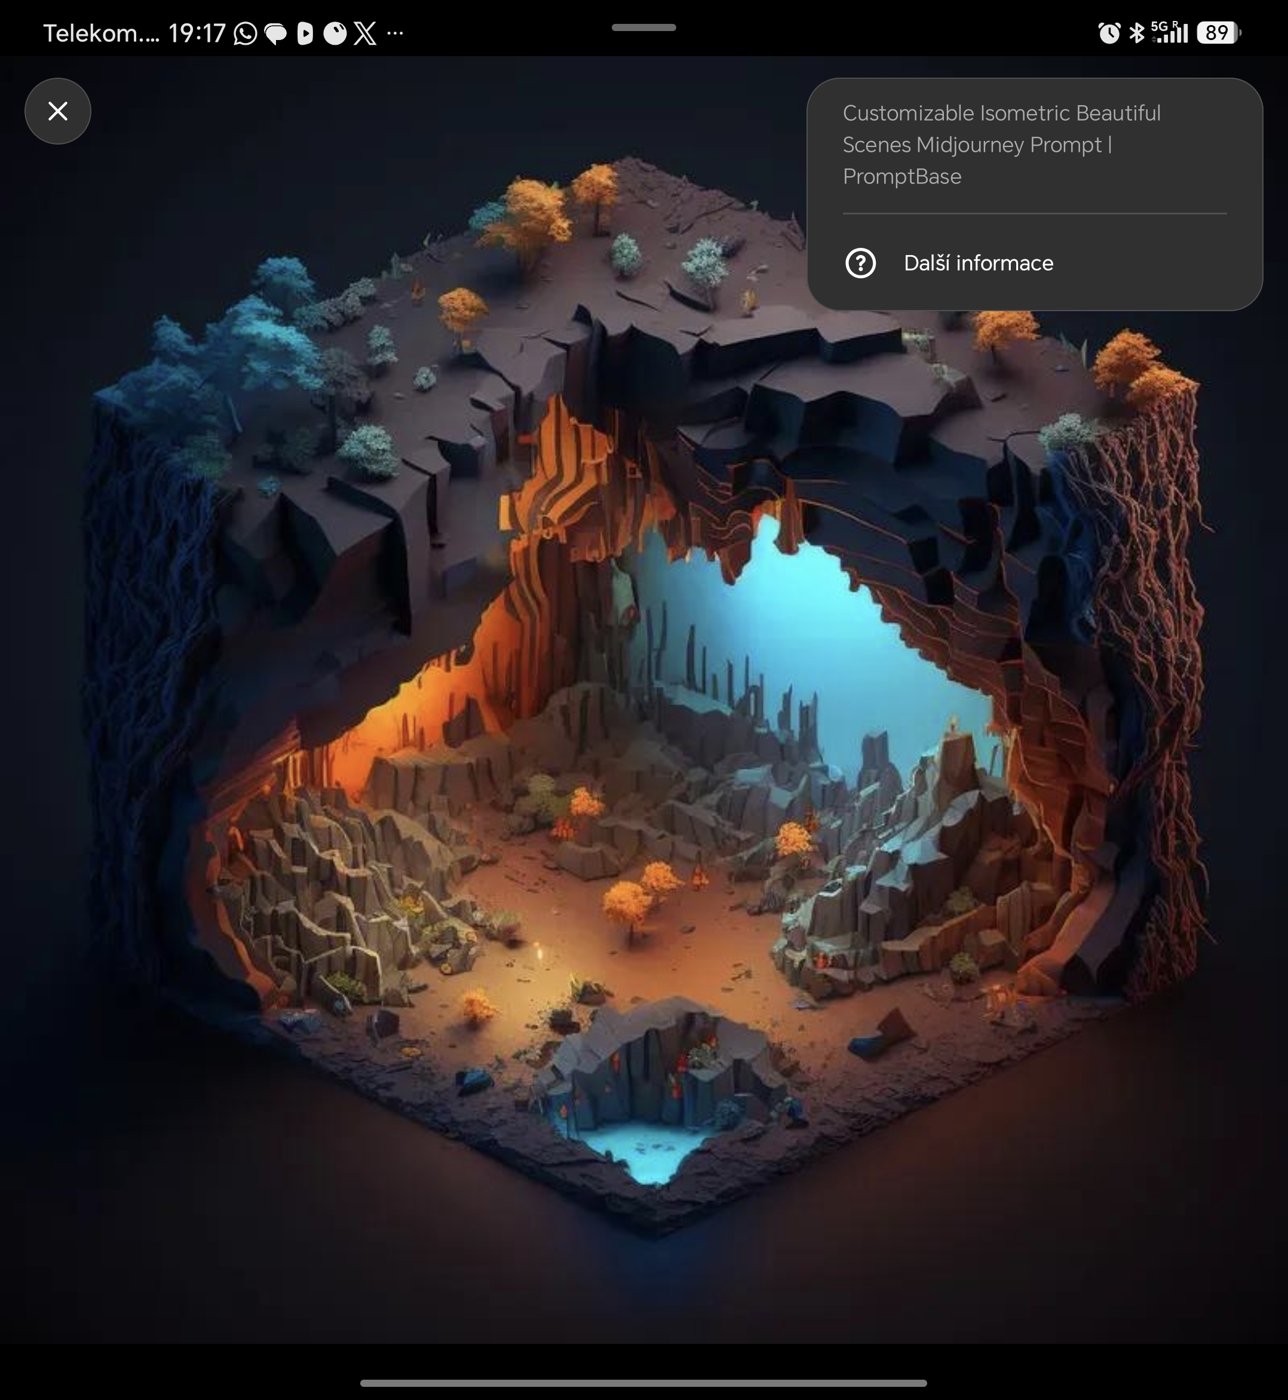 Telekom.... 19:17 ... 5G R 89
Customizable Isometric Beautiful
Scenes Midjourney Prompt |
PromptBase
Další informace